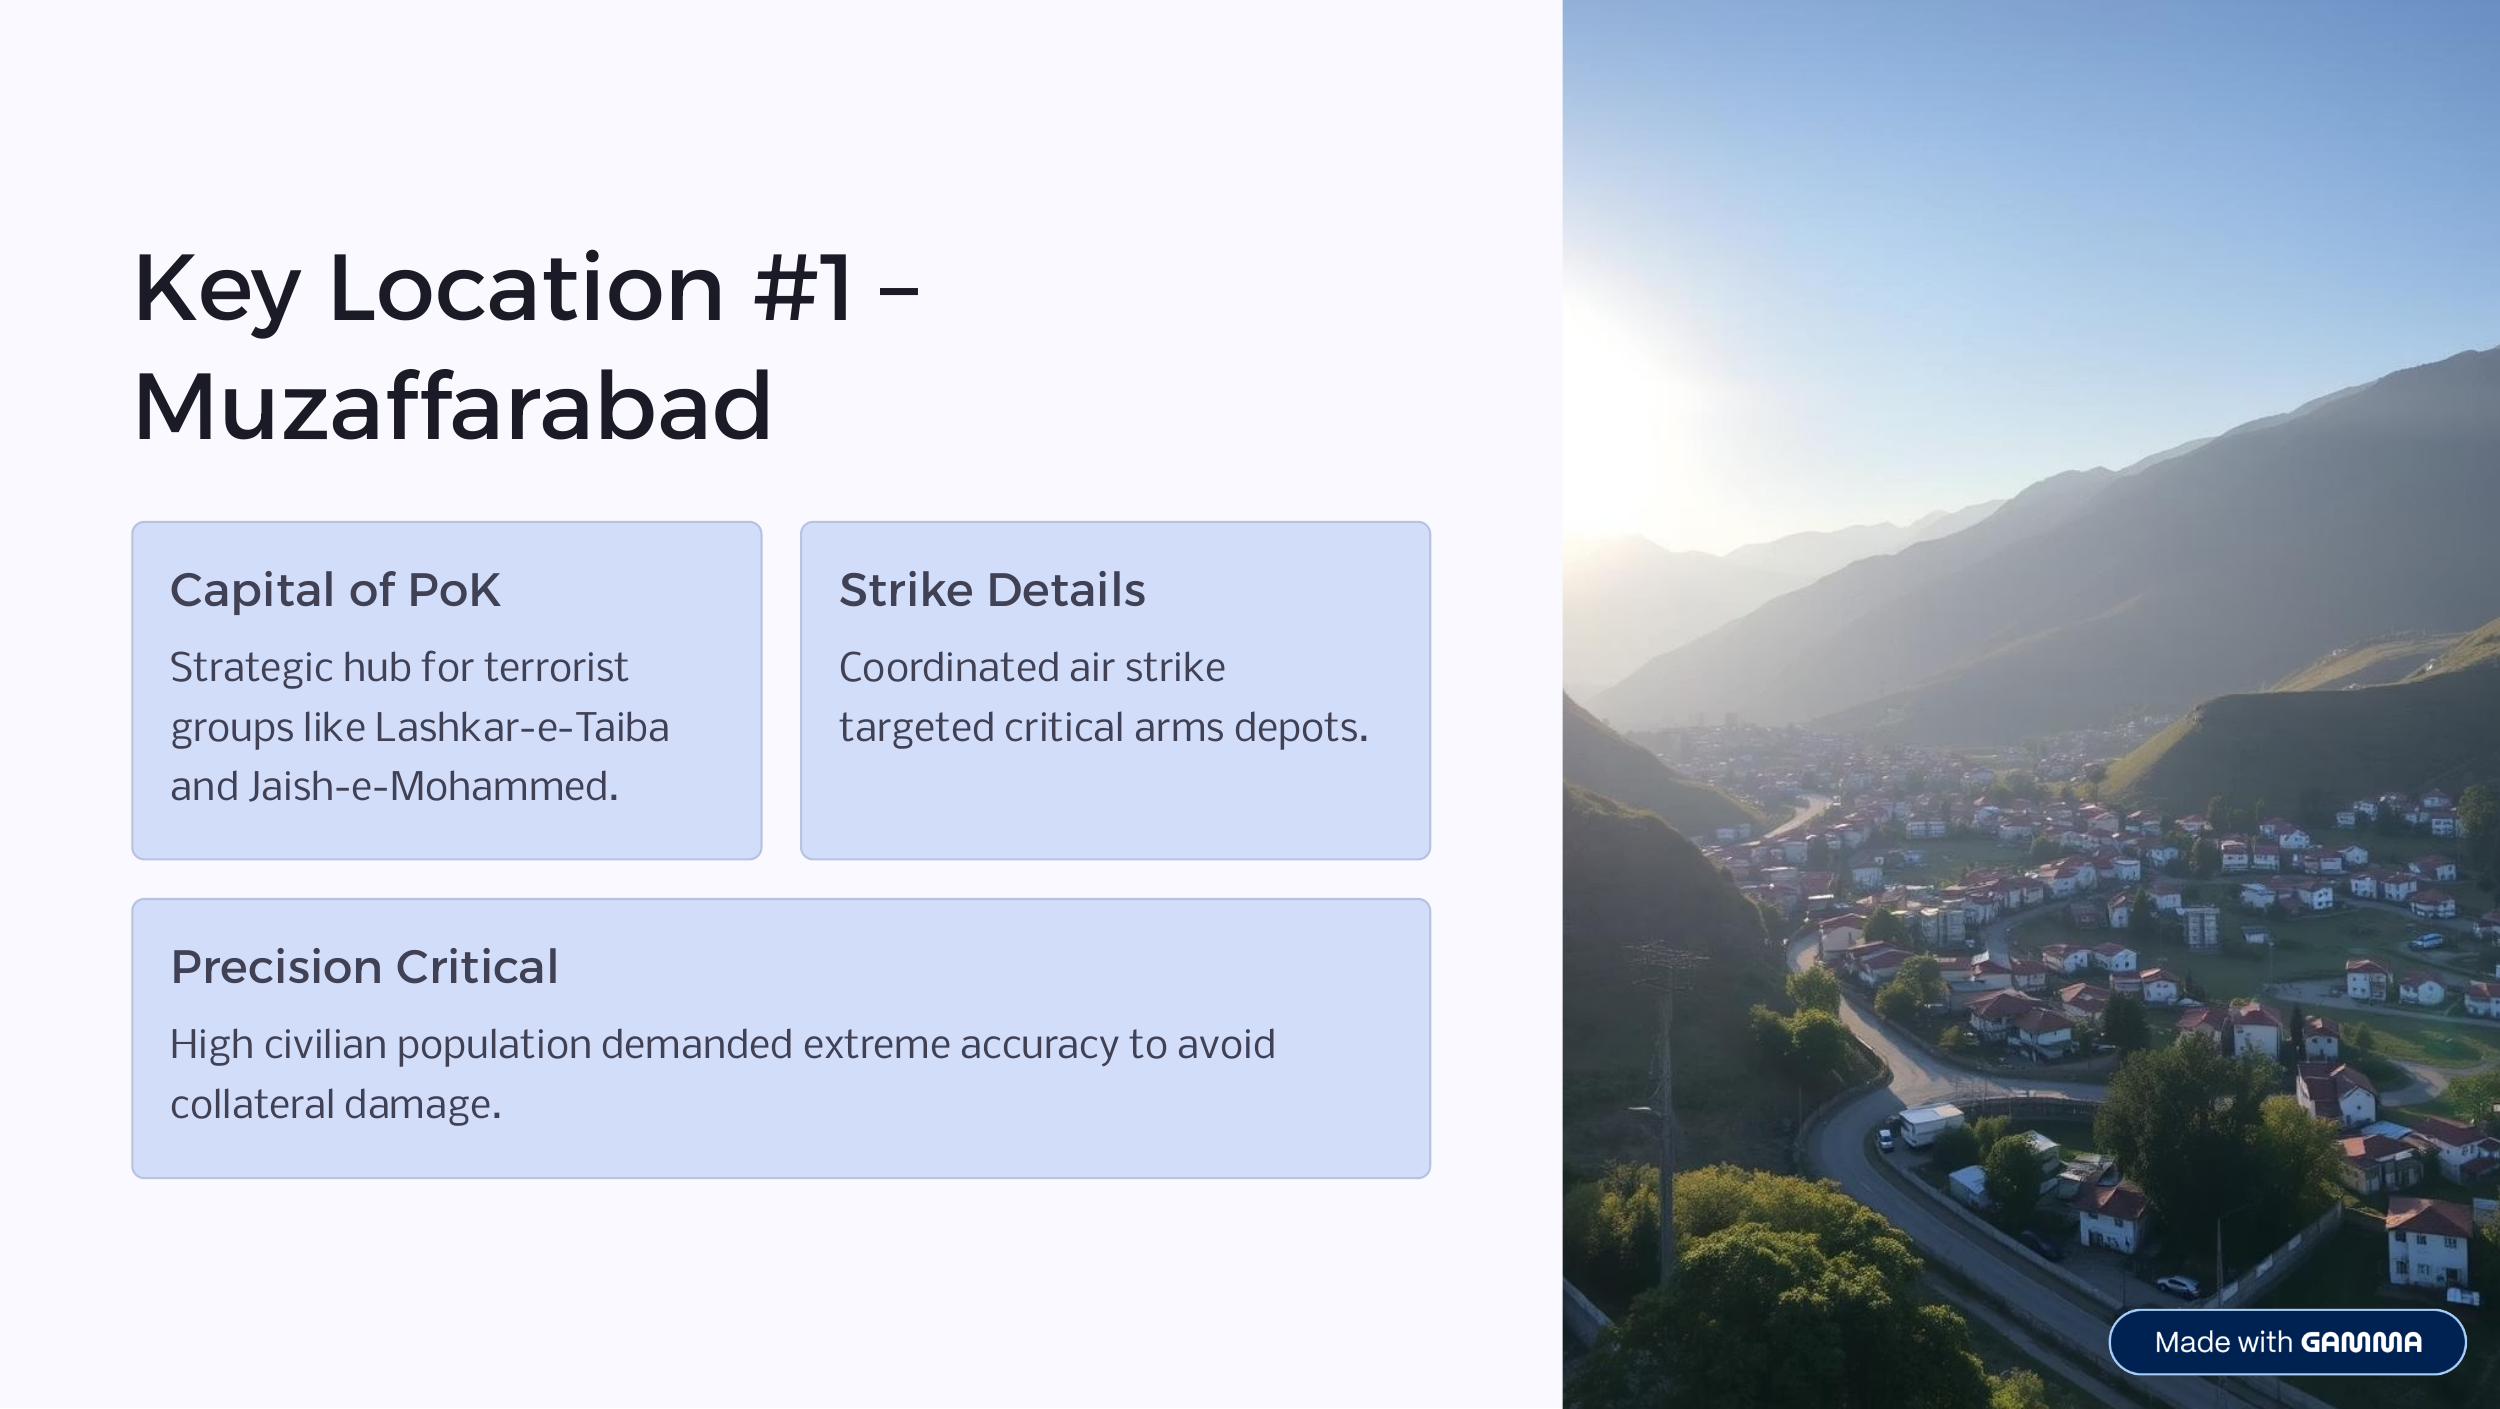 Key Location #1 –
Muzaffarabad
Capital of PoK
Strategic hub for terrorist
groups like Lashkar-e-Taiba
and Jaish-e-Mohammed.
Strike Details
Coordinated air strike
targeted critical arms depots.
Precision Critical
High civilian population demanded extreme accuracy to avoid
collateral damage.
Made with GAMMA